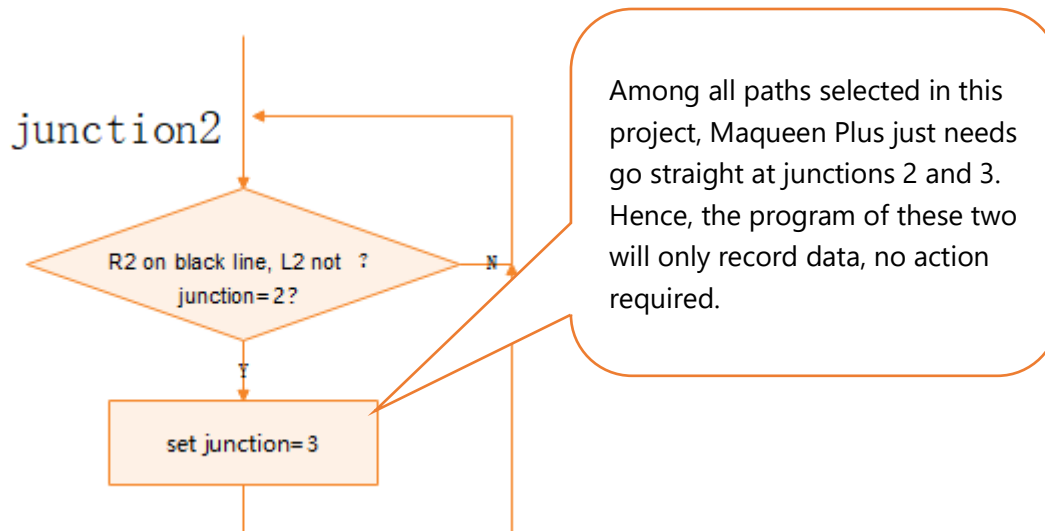 junction2
R2 on black line, L2 not ?
junction=2?
N
Y
set junction=3
Among all paths selected in this
project, Maqueen Plus just needs
go straight at junctions 2 and 3.
Hence, the program of these two
will only record data, no action
required.